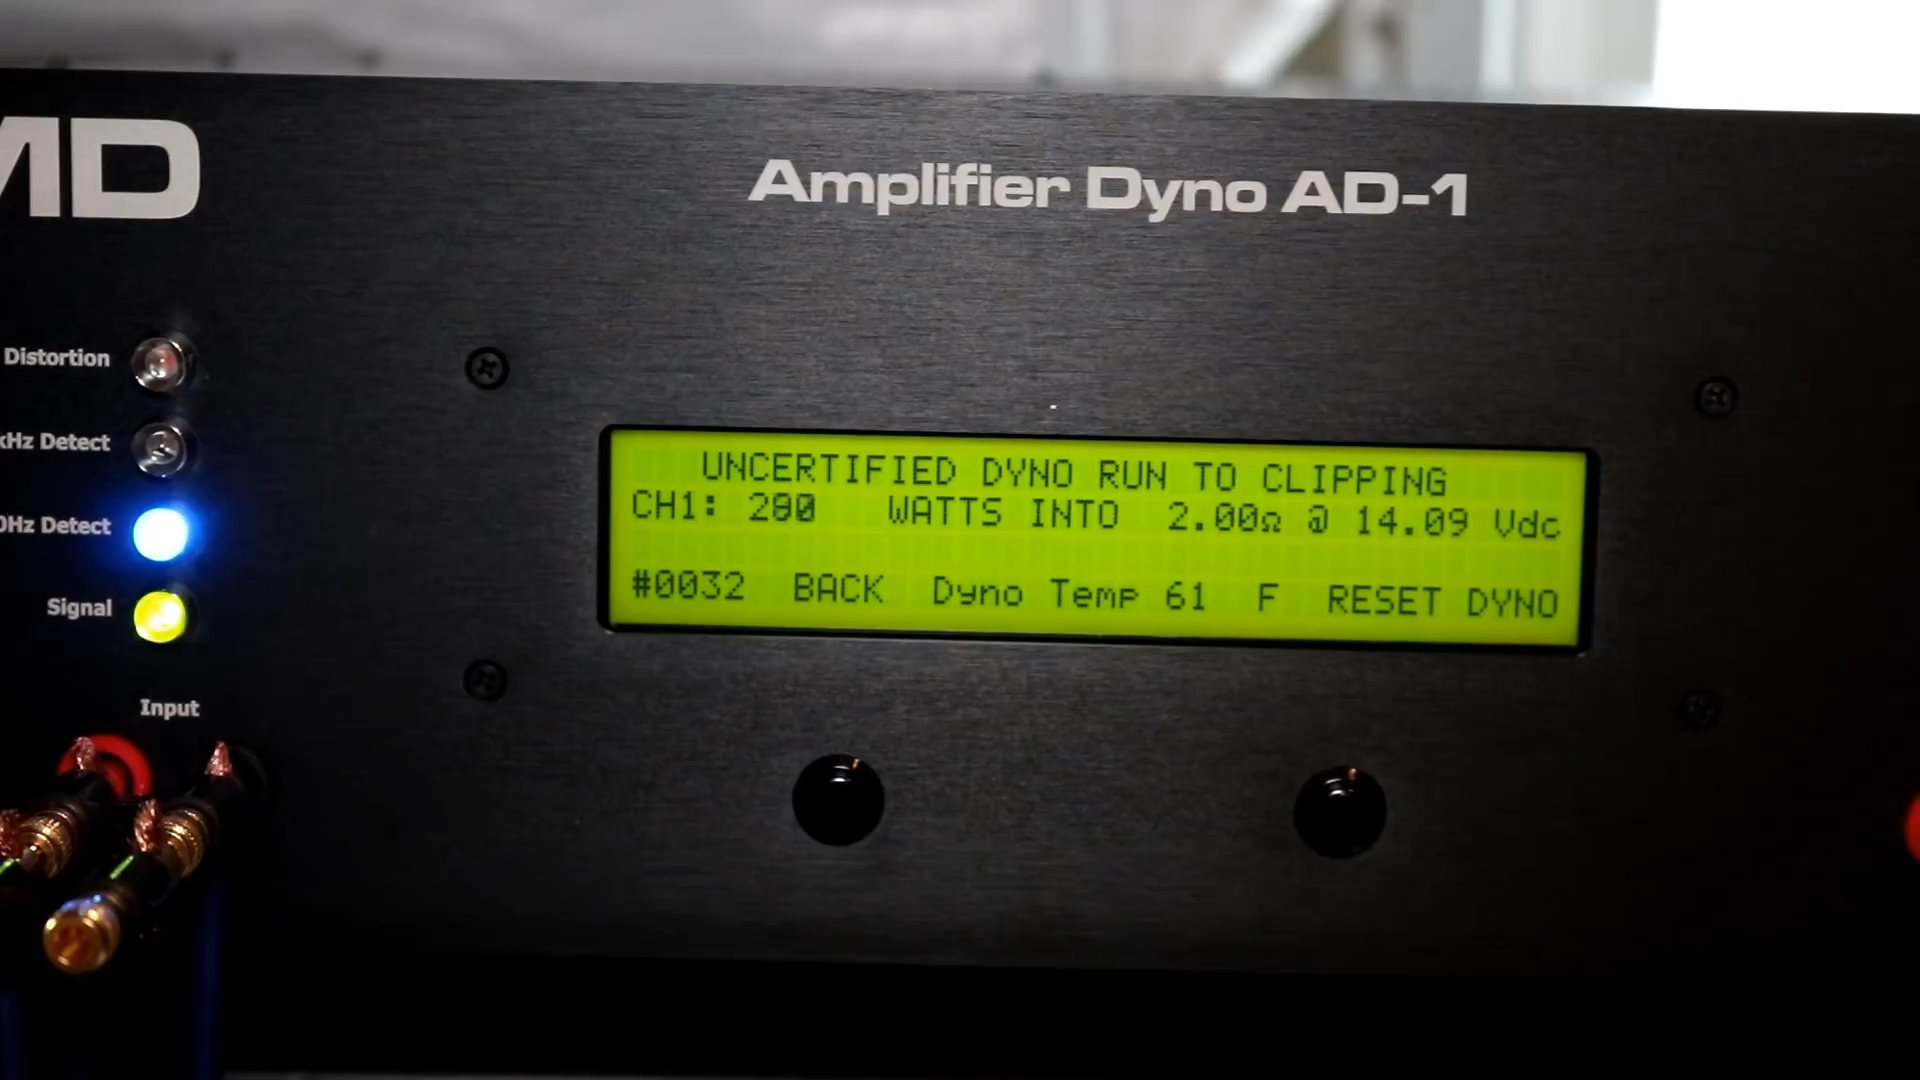 MD
Amplifier Dyno AD-1
Distortion
kHz Detect
0Hz Detect
Signal
Input
UNCERTIFIED DYNO RUN TO CLIPPING
CH1: WATTS INTO 2.00Ω @ 14.09 Vdc
#0032 BACK Dyno Temp 61 F RESET DYNO